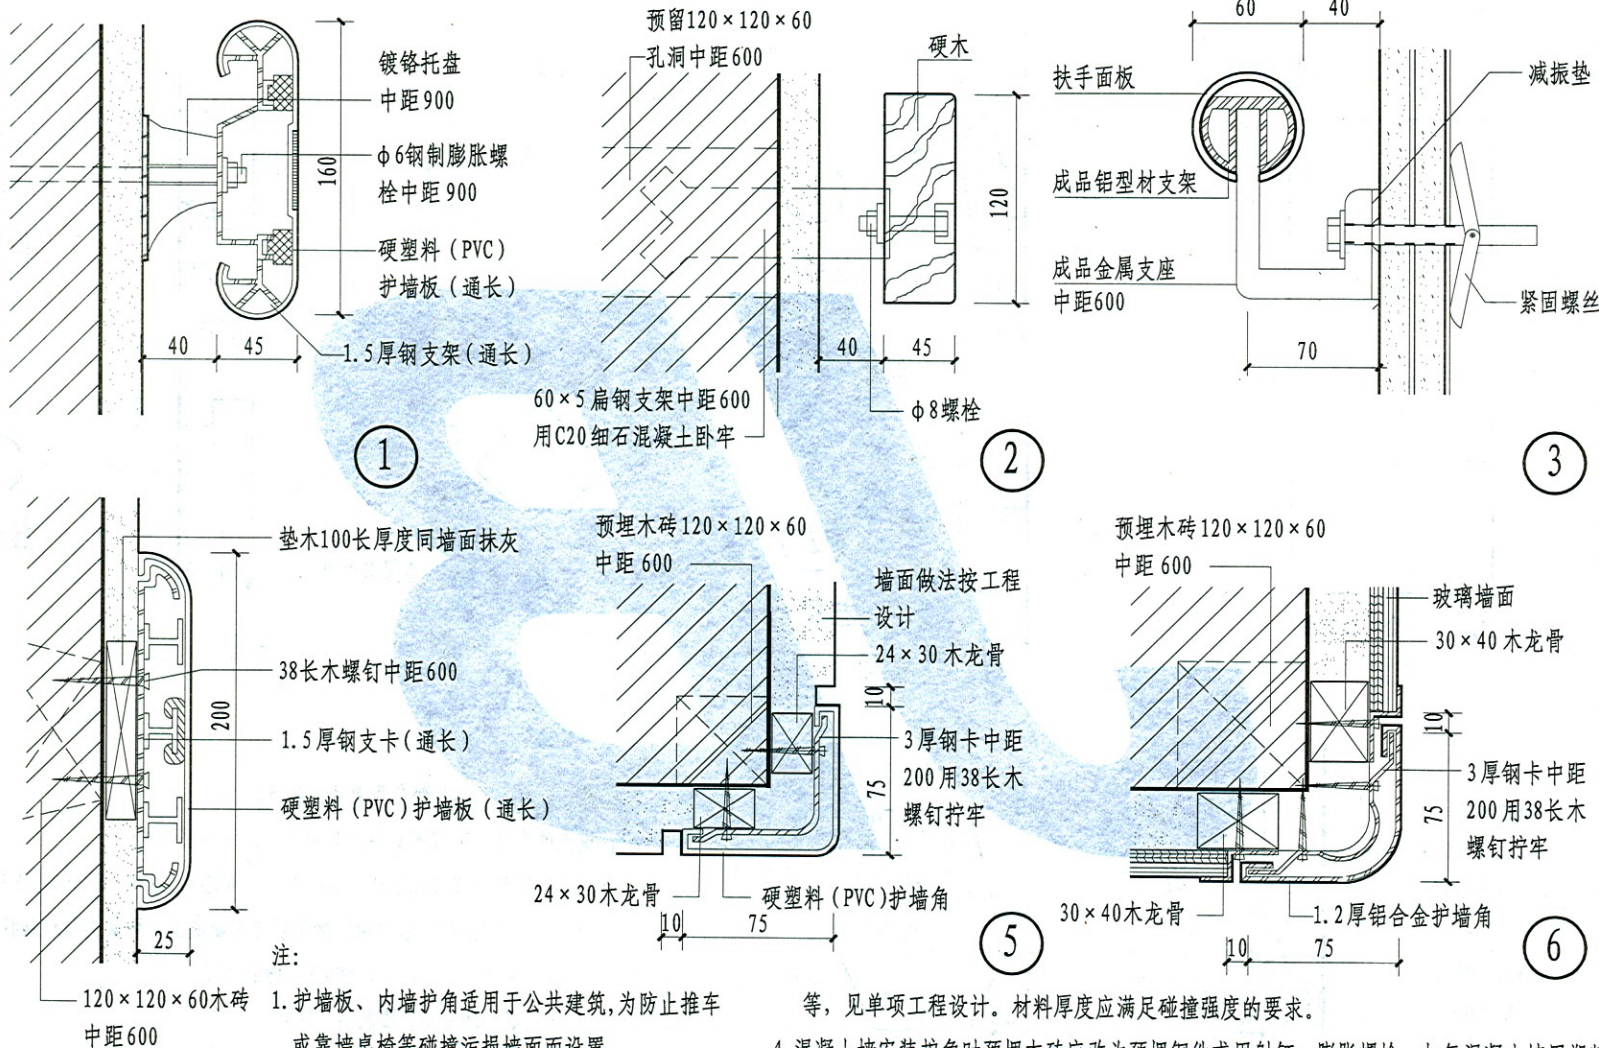 镀铬托盘
中距900
φ6钢制膨胀螺
栓中距900
硬塑料（PVC）
护墙板（通长）
1.5厚钢支架(通长)
160
40
45
1
预留120×120×60
孔洞中距600
硬木
120
40
45
60×5扁钢支架中距600
用C20细石混凝土卧牢
φ8螺栓
2
60
40
扶手面板
减振垫
成品铝型材支架
成品金属支座
中距600
紧固螺丝
70
3
垫木100长厚度同墙面抹灰
38长木螺钉中距600
200
1.5厚钢支卡(通长)
硬塑料（PVC）护墙板（通长）
25
120×120×60木砖
中距600
预埋木砖120×120×60
中距600
墙面做法按工程
设计
24×30木龙骨
10
3厚钢卡中距
200用38长木
螺钉拧牢
75
24×30木龙骨
硬塑料（PVC)护墙角
10
75
5
预埋木砖120×120×60
中距600
玻璃墙面
30×40木龙骨
10
3厚钢卡中距
200用38长木
螺钉拧牢
75
30×40木龙骨
1.2厚铝合金护墙角
10
75
6
注：
1.护墙板、内墙护角适用于公共建筑,为防止推车
或靠墙桌椅等碰撞污损墙面而设置
等，见单项工程设计。材料厚度应满足碰撞强度的要求。